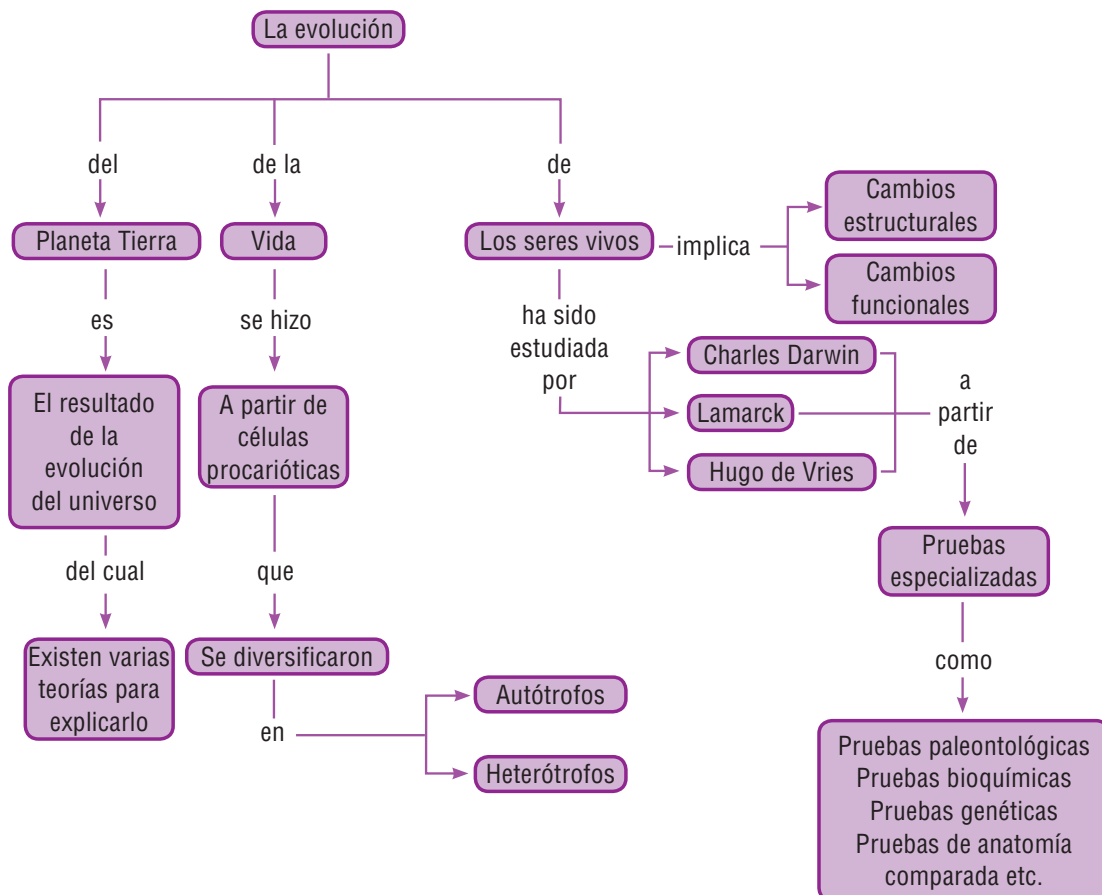 La evolución
del
Planeta Tierra
es
El resultado
de la
evolución
del universo
del cual
Existen varias
teorías para
explicarlo
de la
Vida
se hizo
A partir de
células
procarióticas
que
Se diversificaron
en
Autótrofos
Heterótrofos
de
Los seres vivos
implica
Cambios
estructurales
Cambios
funcionales
ha sido
estudiada
por
Charles Darwin
Lamarck
Hugo de Vries
a
partir
de
Pruebas
especializadas
como
Pruebas paleontológicas
Pruebas bioquímicas
Pruebas genéticas
Pruebas de anatomía
comparada etc.